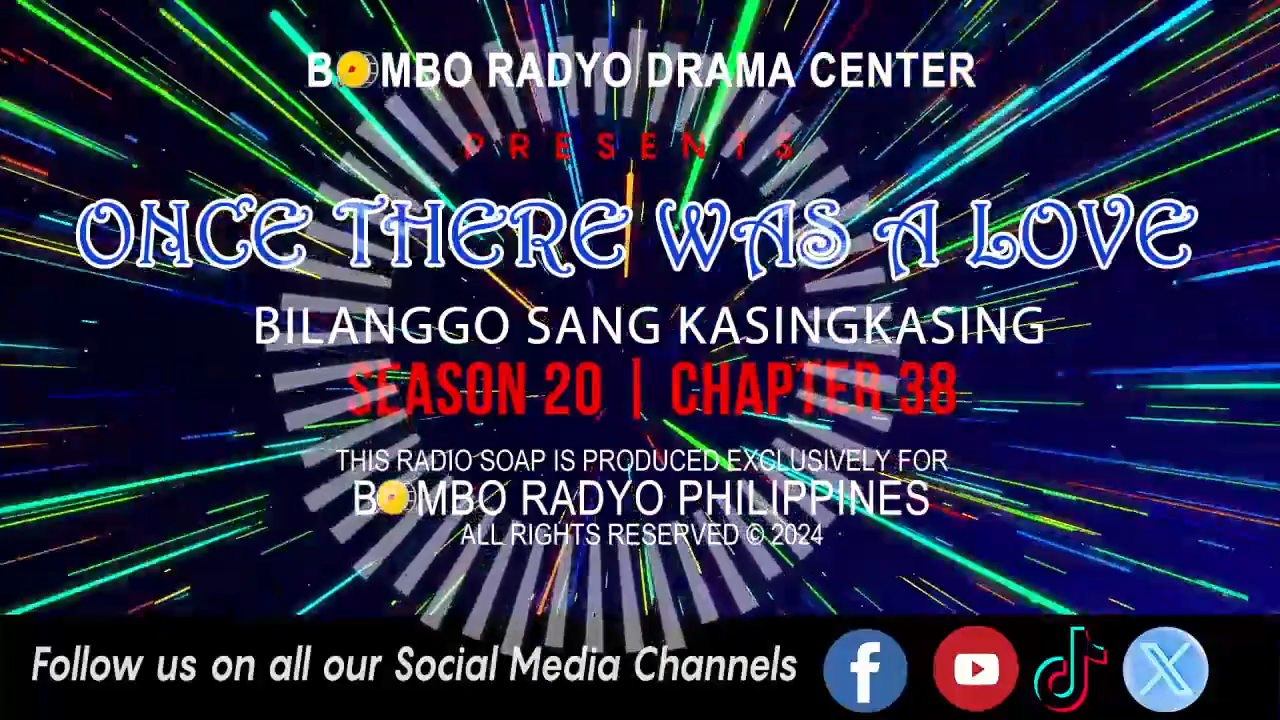 BOMBO RADYO DRAMA CENTER
PRESENTS
ONCE THERE WAS A LOVE
BILANGGO SANG KASINGKASING
SEASON 20 | CHAPTER 38
THIS RADIO SOAP IS PRODUCED EXCLUSIVELY FOR
BOMBO RADYO PHILIPPINES
ALL RIGHTS RESERVED © 2024
Follow us on all our Social Media Channels